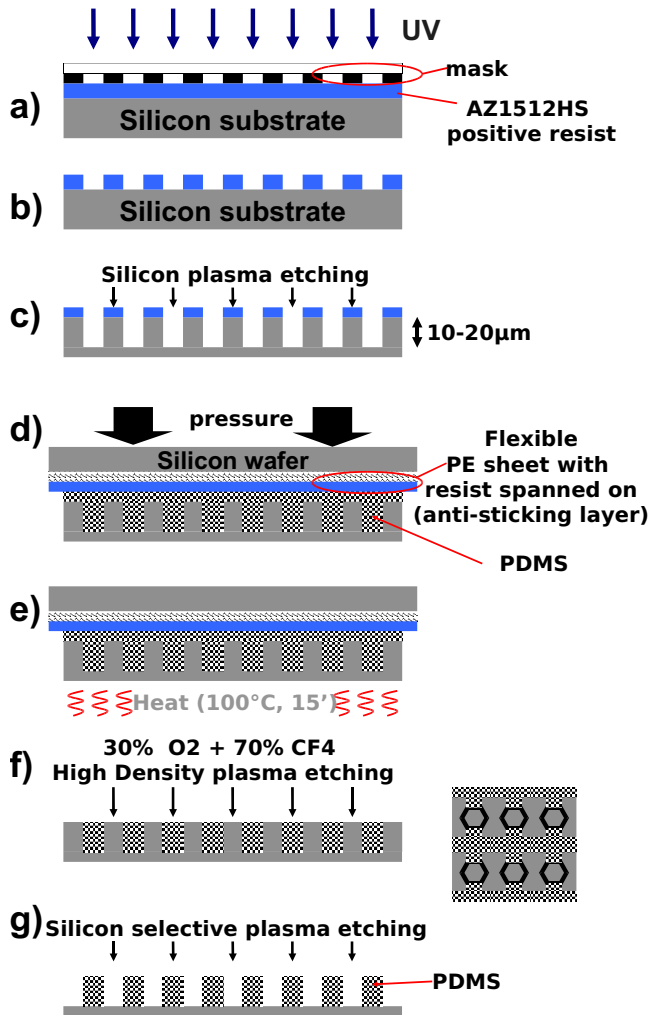 UV
mask
a)
AZ1512HS
positive resist
Silicon substrate
b)
Silicon substrate
Silicon plasma etching
c)
10-20µm
pressure
d)
Flexible
PE sheet with
resist spanned on
(anti-sticking layer)
Silicon wafer
PDMS
e)
Heat (100°C, 15’)
f)
30% O2 + 70% CF4
High Density plasma etching
g)
Silicon selective plasma etching
PDMS